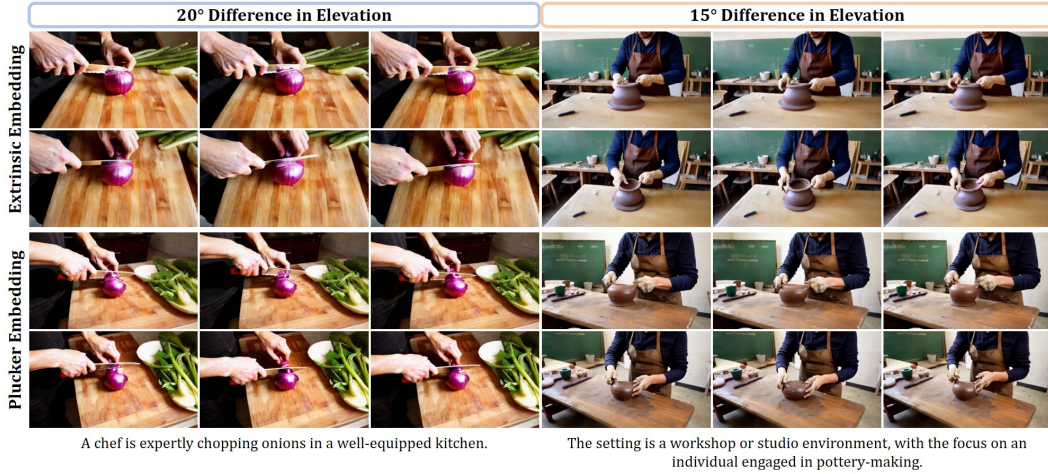 20° Difference in Elevation
15° Difference in Elevation
Extrinsic Embedding
Plucker Embedding
A chef is expertly chopping onions in a well-equipped kitchen.
The setting is a workshop or studio environment, with the focus on an
individual engaged in pottery-making.